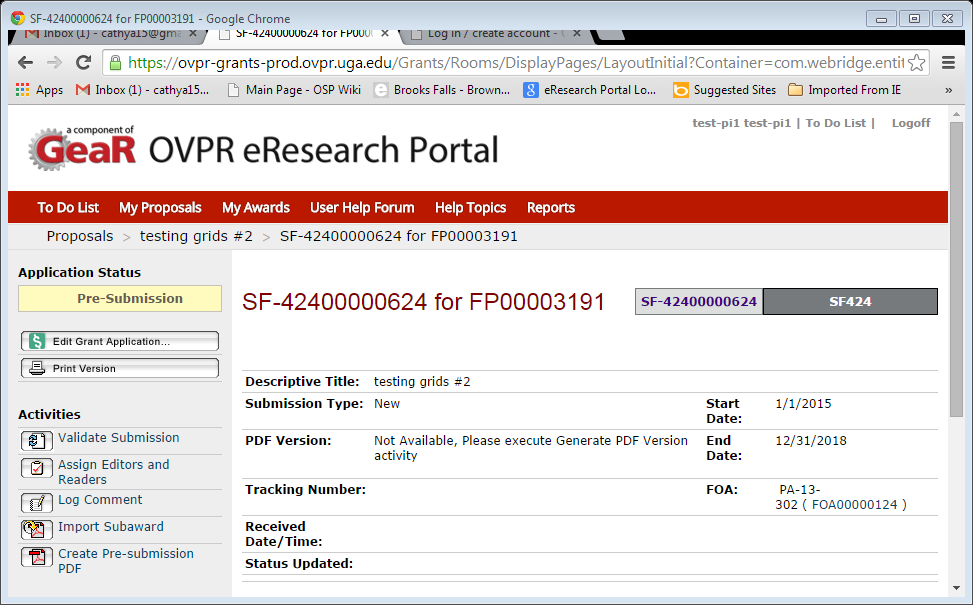 SF-42400000624 for FP00003191 - Google Chrome
Inbox (1) - cathya15@gma
SF-42400000624 for FP000
Log in / create account -
https://ovpr-grants-prod.ovpr.uga.edu/Grants/Rooms/DisplayPages/LayoutInitial?Container=com.webridge.entit
Apps Inbox (1) - cathya15... Main Page - OSP Wiki Brooks Falls - Brown... eResearch Portal Lo... Suggested Sites Imported From IE »
test-pi1 test-pi1 | To Do List | Logoff
a component of
GeaR OVPR eResearch Portal
To Do List My Proposals My Awards User Help Forum Help Topics Reports
Proposals > testing grids #2 > SF-42400000624 for FP00003191
Application Status
Pre-Submission
Edit Grant Application...
Print Version
Activities
Validate Submission
Assign Editors and
Readers
Log Comment
Import Subaward
Create Pre-submission
PDF
SF-42400000624 for FP00003191
SF-42400000624 SF424
Descriptive Title: testing grids #2
Submission Type: New
Start
Date: 1/1/2015
PDF Version: Not Available, Please execute Generate PDF Version
activity
End
Date: 12/31/2018
Tracking Number:
FOA: PA-13-
302 ( FOA00000124 )
Received
Date/Time:
Status Updated: